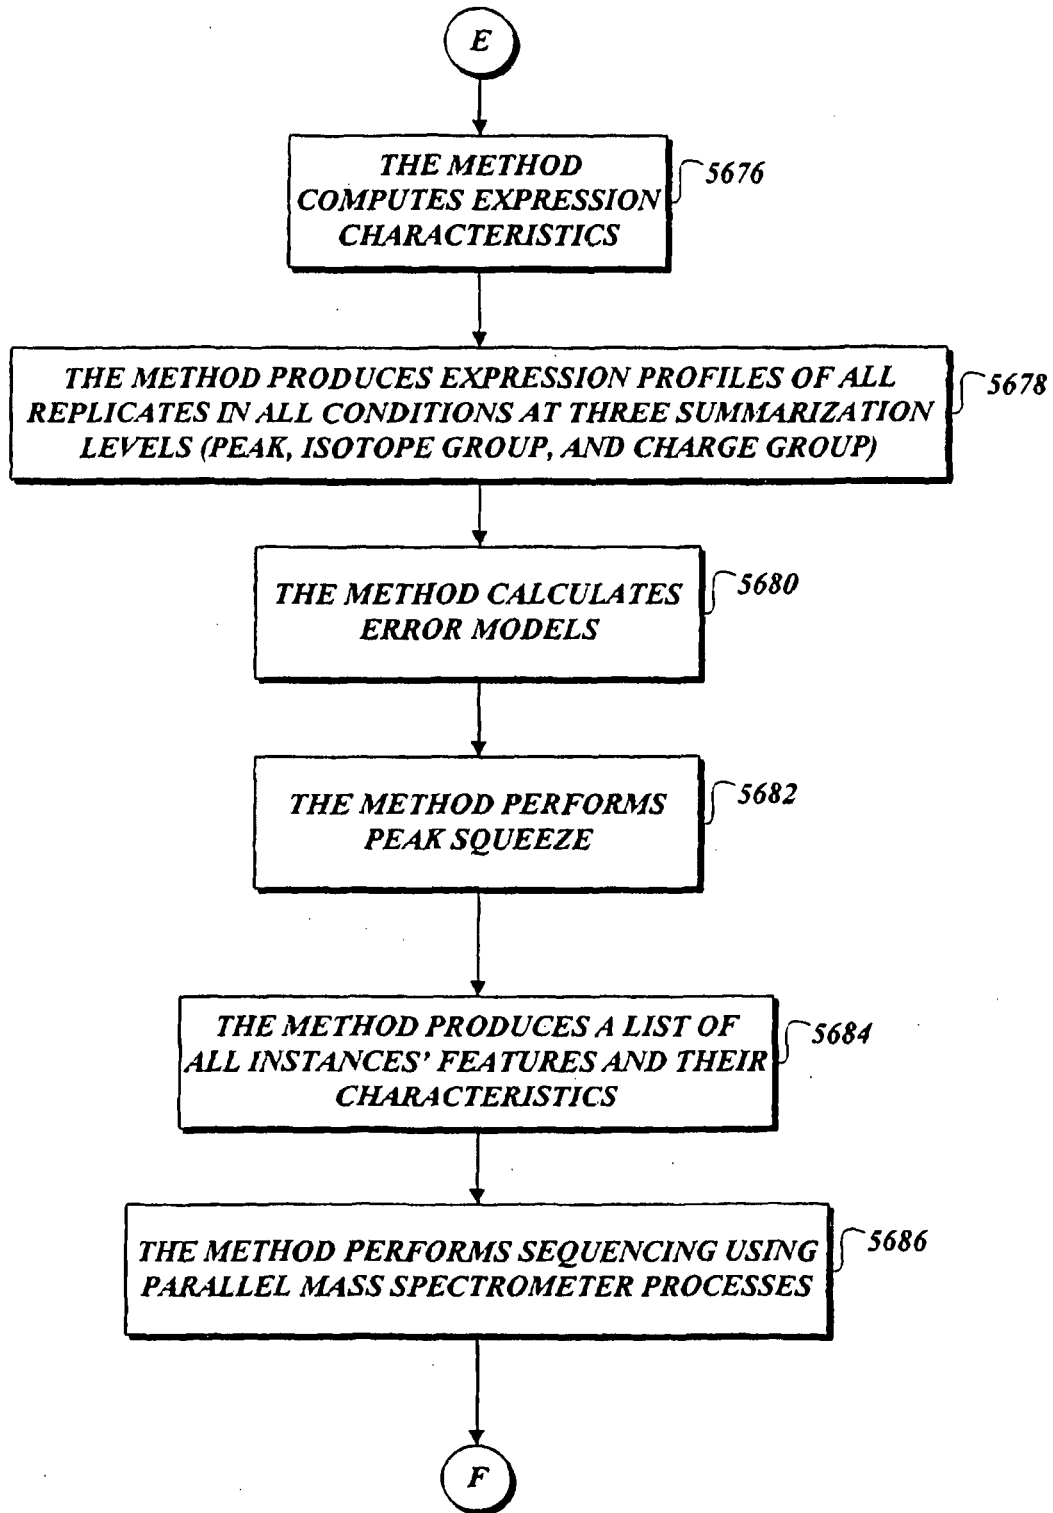 E
THE METHOD
COMPUTES EXPRESSION
CHARACTERISTICS
5676
THE METHOD PRODUCES EXPRESSION PROFILES OF ALL
REPLICATES IN ALL CONDITIONS AT THREE SUMMARIZATION
LEVELS (PEAK, ISOTOPE GROUP, AND CHARGE GROUP)
5678
THE METHOD CALCULATES
ERROR MODELS
5680
THE METHOD PERFORMS
PEAK SQUEEZE
5682
THE METHOD PRODUCES A LIST OF
ALL INSTANCES' FEATURES AND THEIR
CHARACTERISTICS
5684
THE METHOD PERFORMS SEQUENCING USING
PARALLEL MASS SPECTROMETER PROCESSES
5686
F